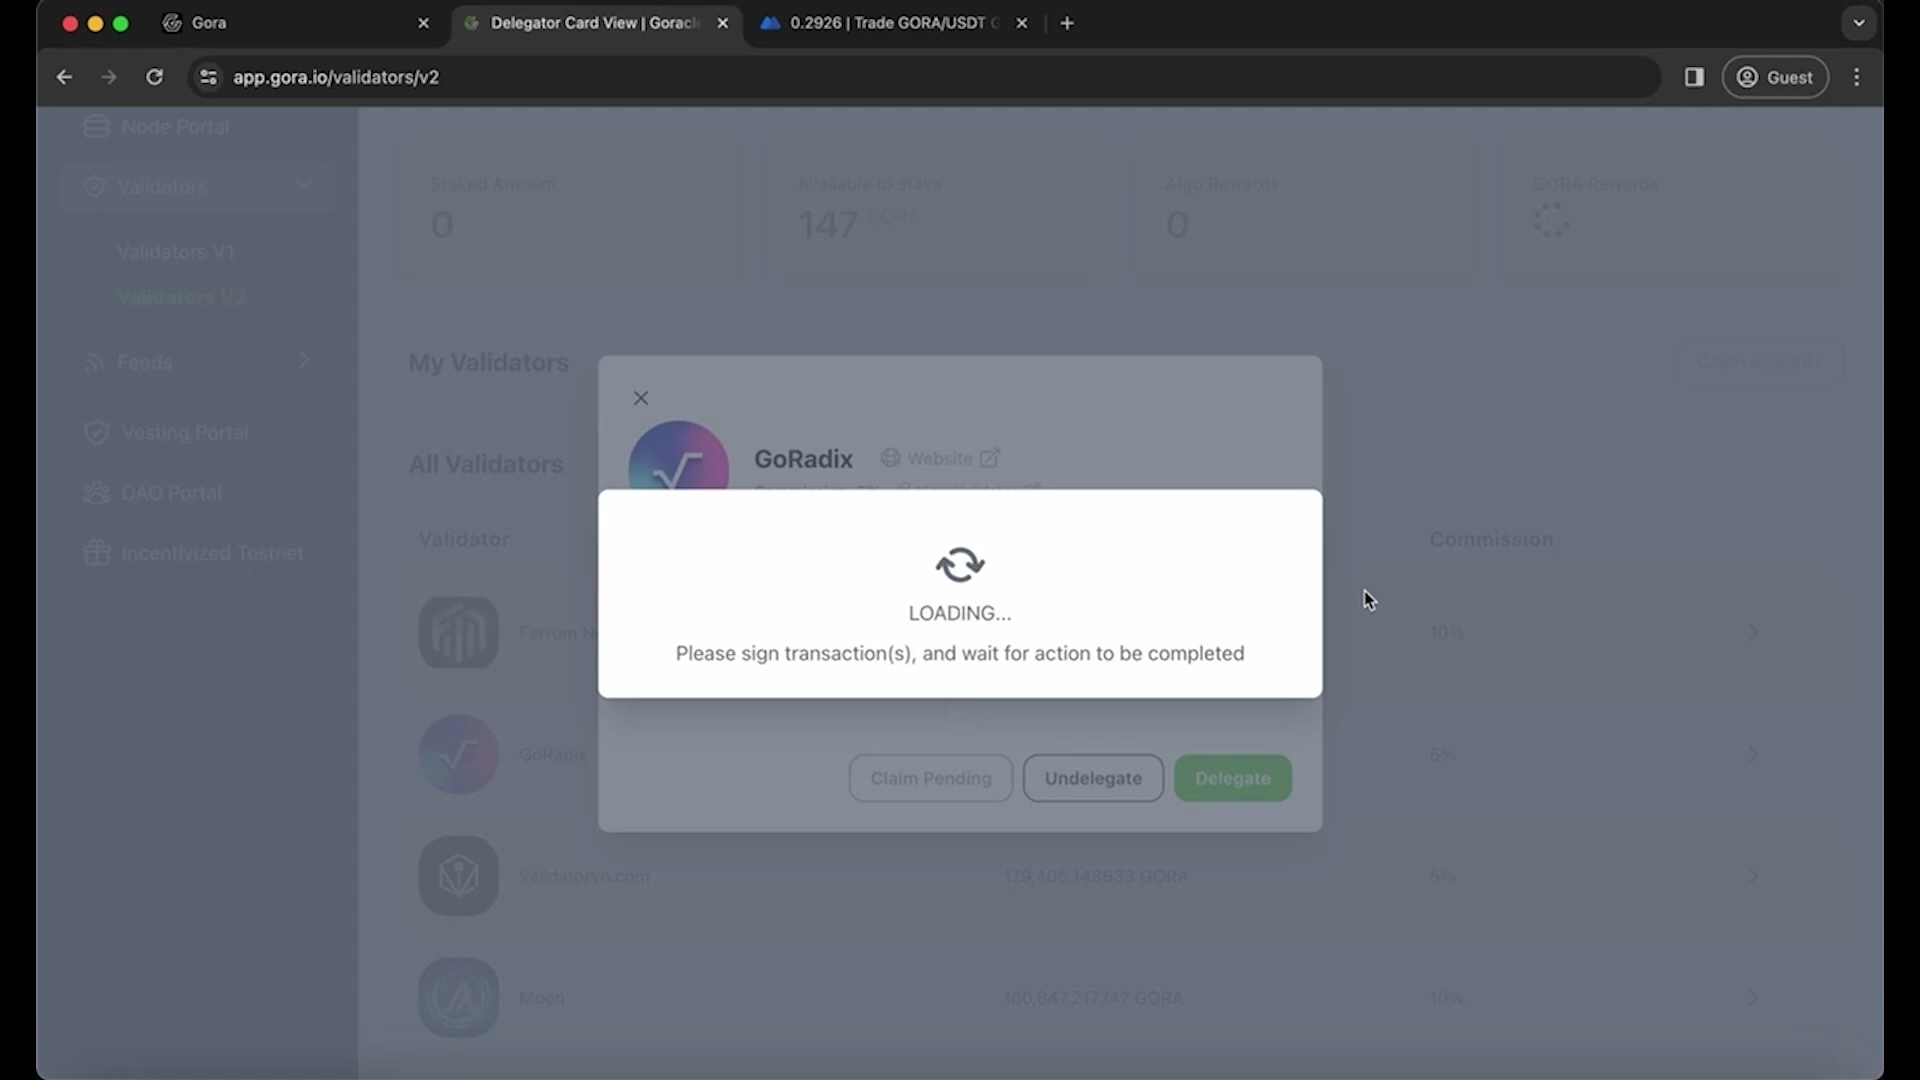 Gora
Delegator Card View | Gorac
0.2926 | Trade GORA/USDT
app.gora.io/validators/v2
Guest
Node Portal
Validators
Validators V1
Validators V2
Feeds
Vesting Portal
DAO Portal
Incentivized Testnet
Staked Amount
0
Available to stake
147 GORA
Algo Rewards
0
GORA Rewards
My Validators
Claim Rewards
All Validators
Validator
Commission
GoRadix
Website
LOADING...
Please sign transaction(s), and wait for action to be completed
Claim Pending
Undelegate
Delegate
Ferrum N
10%
GoRadix
5%
Validatorvn.com
179,405.148633 GORA
5%
Moon
160,847.217747 GORA
10%